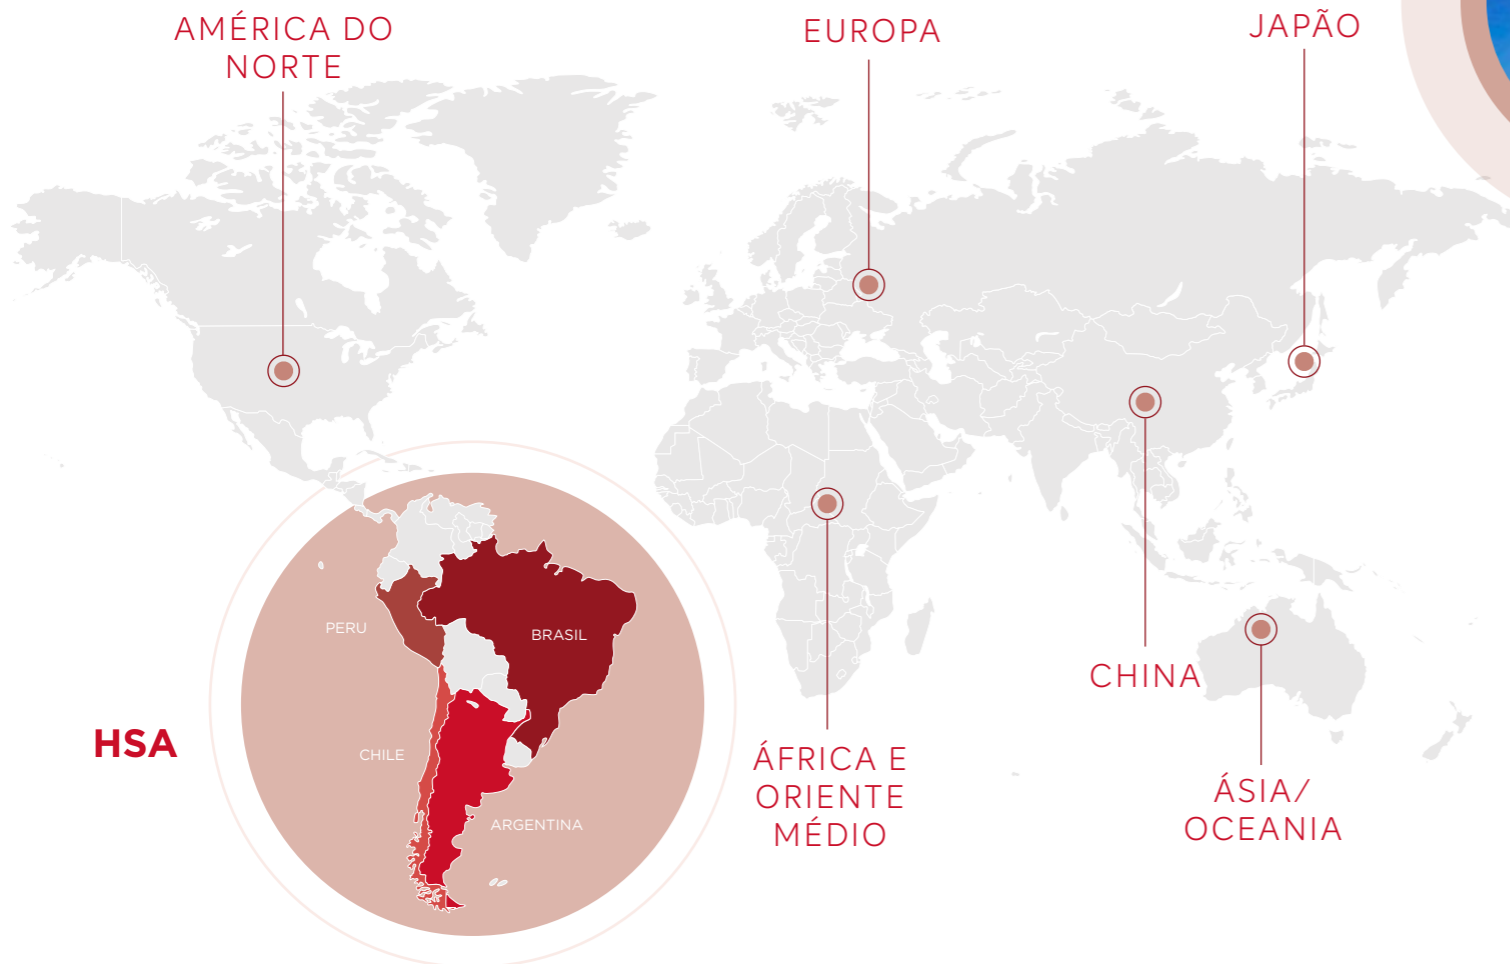 AMÉRICA DO
NORTE
EUROPA
JAPÃO
PERU
BRASIL
HSA
CHILE
ARGENTINA
ÁFRICA E
ORIENTE
MÉDIO
CHINA
ÁSIA/
OCEANIA